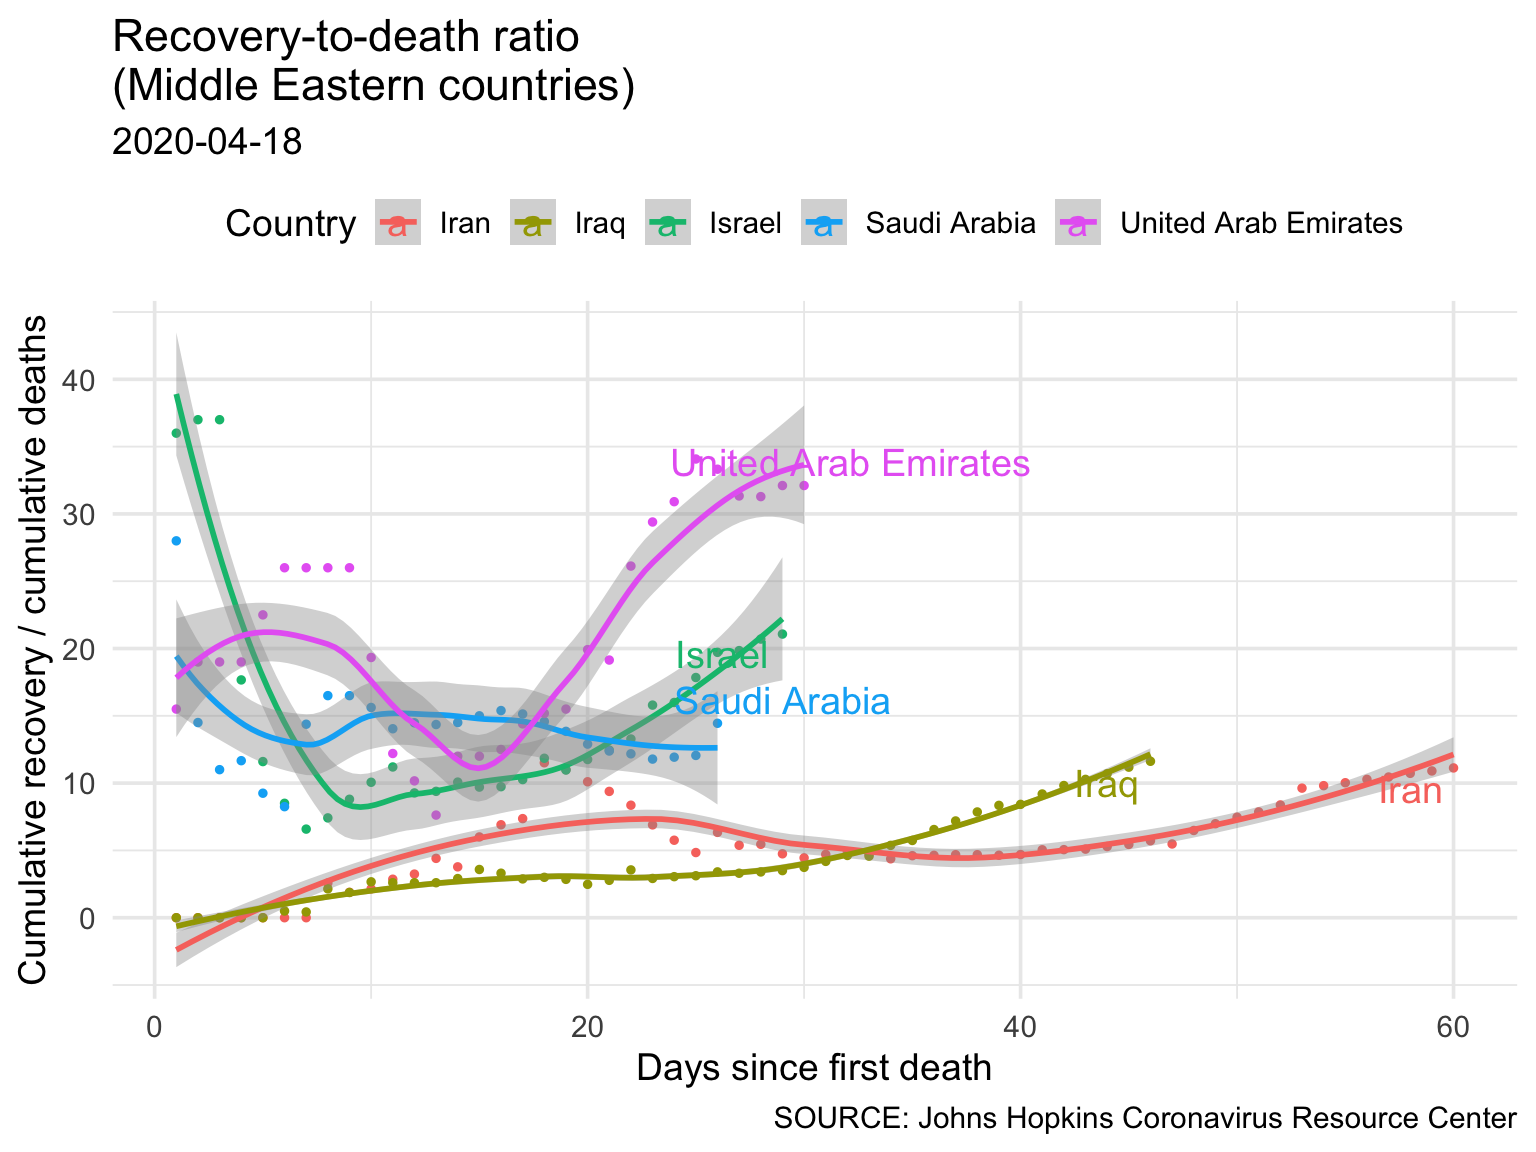 Recovery-to-death ratio
(Middle Eastern countries)
2020-04-18
Country a Iran a Iraq a Israel a Saudi Arabia a United Arab Emirates
Cumulative recovery / cumulative deaths
40
30
20
10
0
United Arab Emirates
Israel
Saudi Arabia
Iraq
Iran
0 20 40 60
Days since first death
SOURCE: Johns Hopkins Coronavirus Resource Center